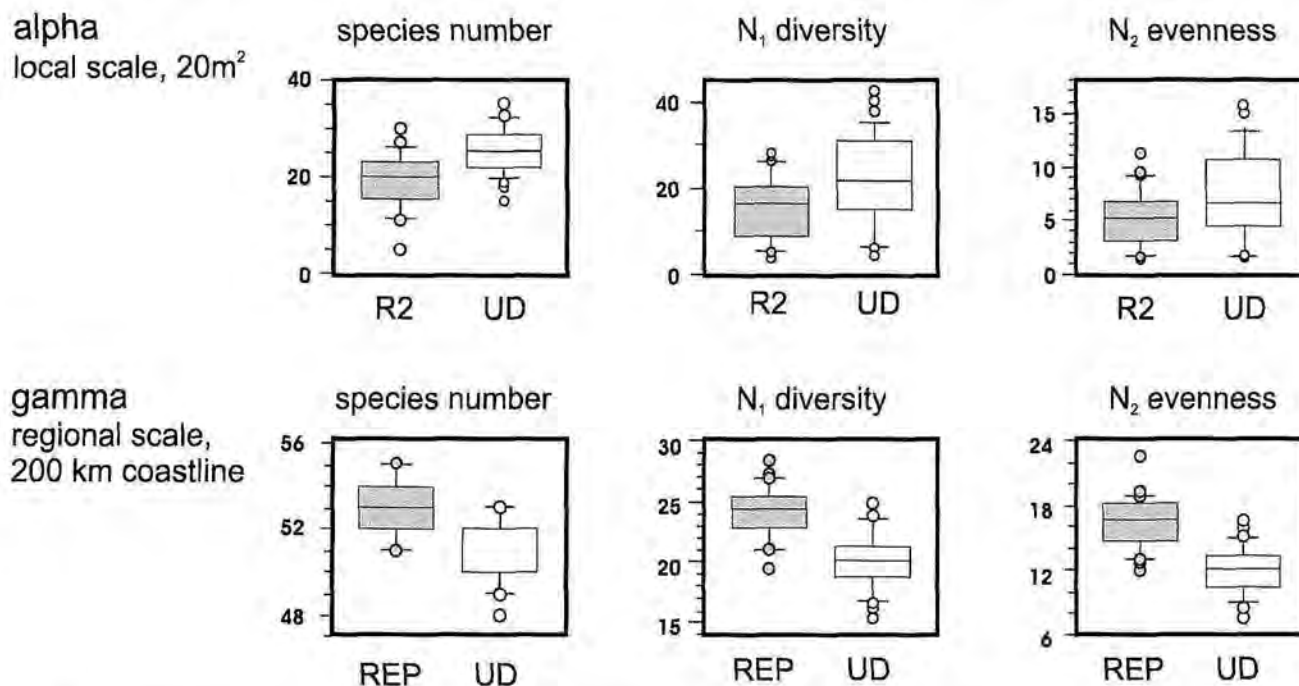 alpha
local scale, 20m²
species number
N₁ diversity
N₂ evenness
40
20
0
R2 UD
40
20
0
R2 UD
15
10
5
0
R2 UD
gamma
regional scale,
200 km coastline
species number
N₁ diversity
N₂ evenness
56
52
48
REP UD
30
25
20
15
REP UD
24
18
12
6
REP UD